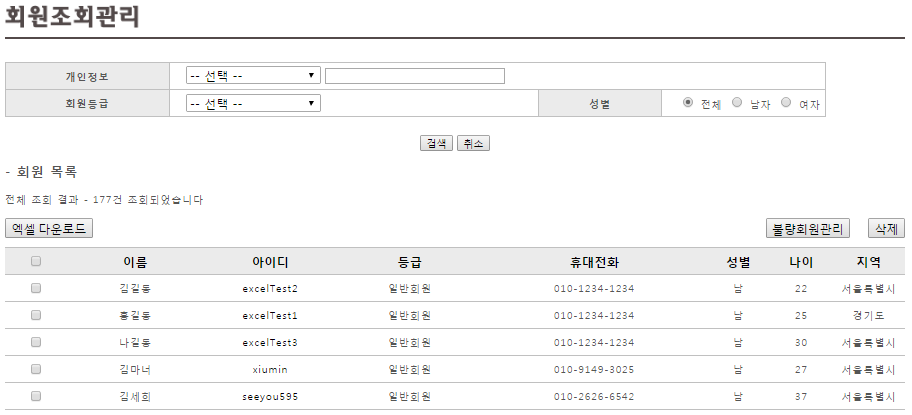 회원조회관리
개인정보 -- 선택 --
회원등급 -- 선택 -- 성별 전체 남자 여자
검색 취소
- 회원 목록
전체 조회 결과 - 177건 조회되었습니다
엑셀 다운로드 불량회원관리 삭제
이름 아이디 등급 휴대전화 성별 나이 지역
김길동 excelTest2 일반회원 010-1234-1234 남 22 서울특별시
홍길동 excelTest1 일반회원 010-1234-1234 남 25 경기도
나길동 excelTest3 일반회원 010-1234-1234 남 30 서울특별시
김마너 xiumin 일반회원 010-9149-3025 남 27 서울특별시
김세희 seeyou595 일반회원 010-2626-6542 남 37 서울특별시